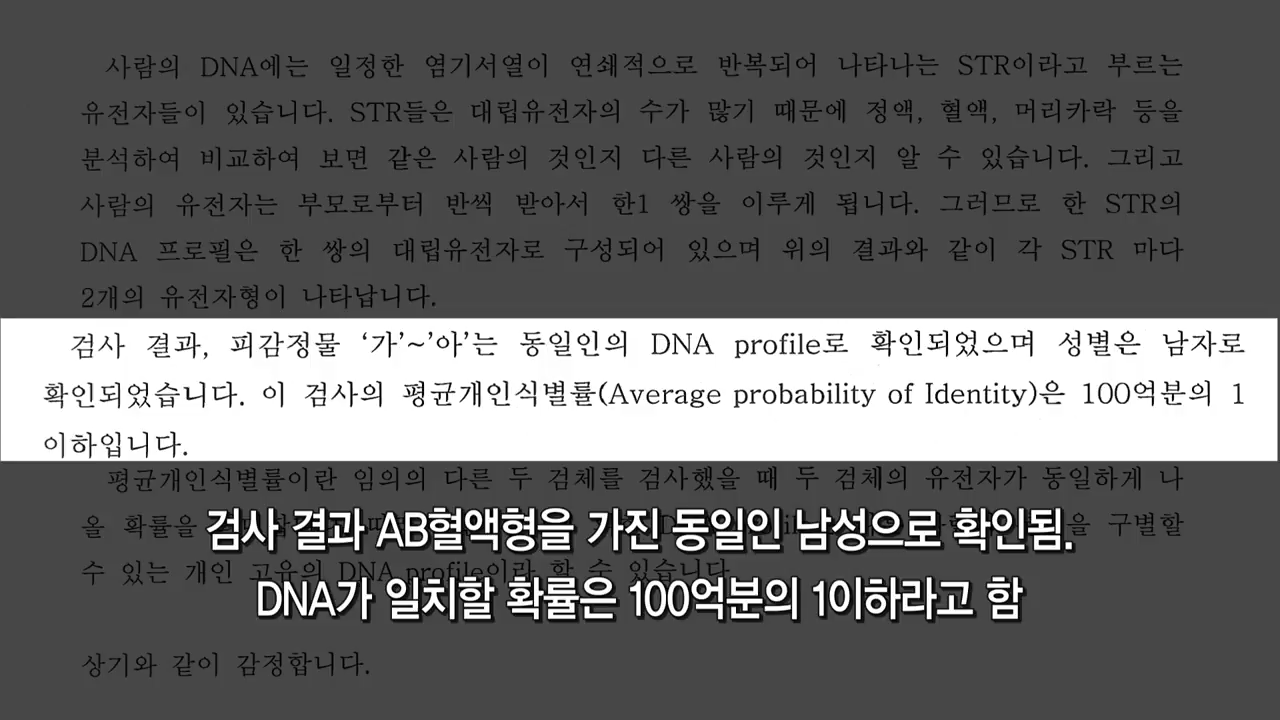 사람의 DNA에는 일정한 염기서열이 연쇄적으로 반복되어 나타나는 STR이라고 부르는
유전자들이 있습니다. STR들은 대립유전자의 수가 많기 때문에 정액, 혈액, 머리카락 등을
분석하여 비교하여 보면 같은 사람의 것인지 다른 사람의 것인지 알 수 있습니다. 그리고
사람의 유전자는 부모로부터 반씩 받아서 한1 쌍을 이루게 됩니다. 그러므로 한 STR의
DNA 프로필은 한 쌍의 대립유전자로 구성되어 있으며 위의 결과와 같이 각 STR 마다
2개의 유전자형이 나타납니다.
검사 결과, 피감정물 ‘가’~’아’는 동일인의 DNA profile로 확인되었으며 성별은 남자로
확인되었습니다. 이 검사의 평균개인식별률(Average probability of Identity)은 100억분의 1
이하입니다.
평균개인식별률이란 임의의 다른 두 검체를 검사했을 때 두 검체의 유전자가 동일하게 나
올 확률을 구별할
검사 결과 AB혈액형을 가진 동일인 남성으로 확인됨.
수 있는 개인 고유의 DNA profile이라 할 수 있습니다.
DNA가 일치할 확률은 100억분의 1이하라고 함
상기와 같이 감정합니다.